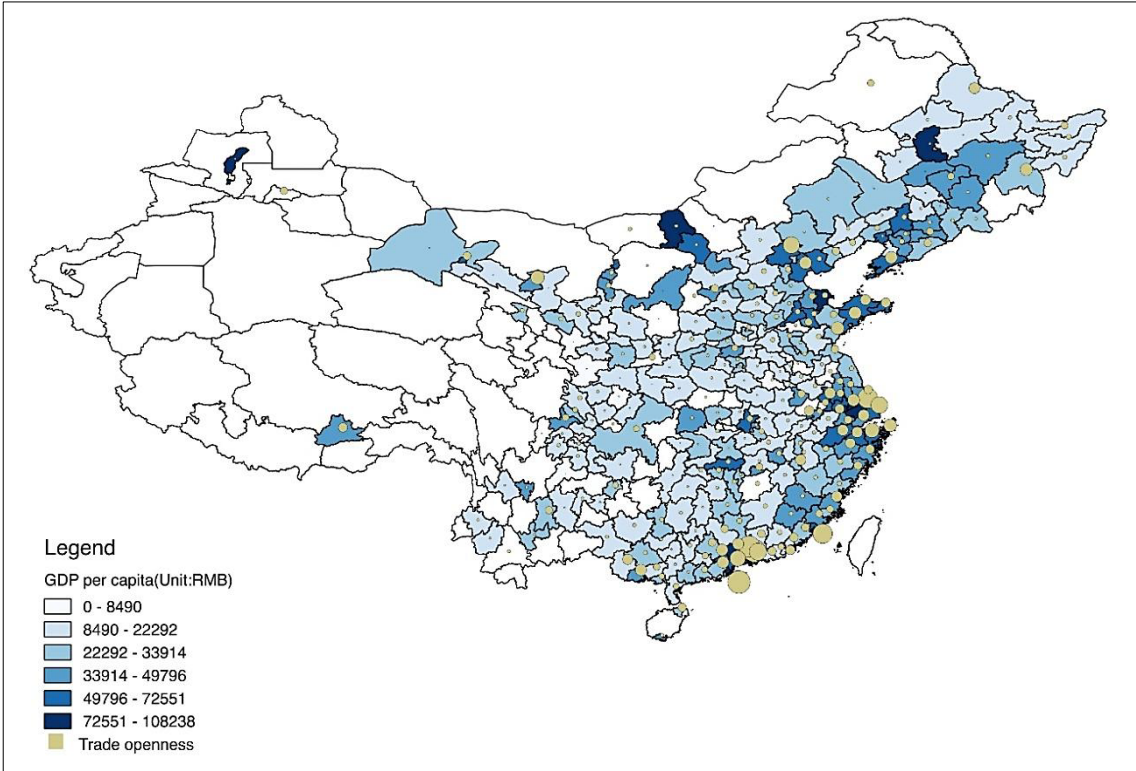 Legend
GDP per capita(Unit:RMB)
0 - 8490
8490 - 22292
22292 - 33914
33914 - 49796
49796 - 72551
72551 - 108238
Trade openness